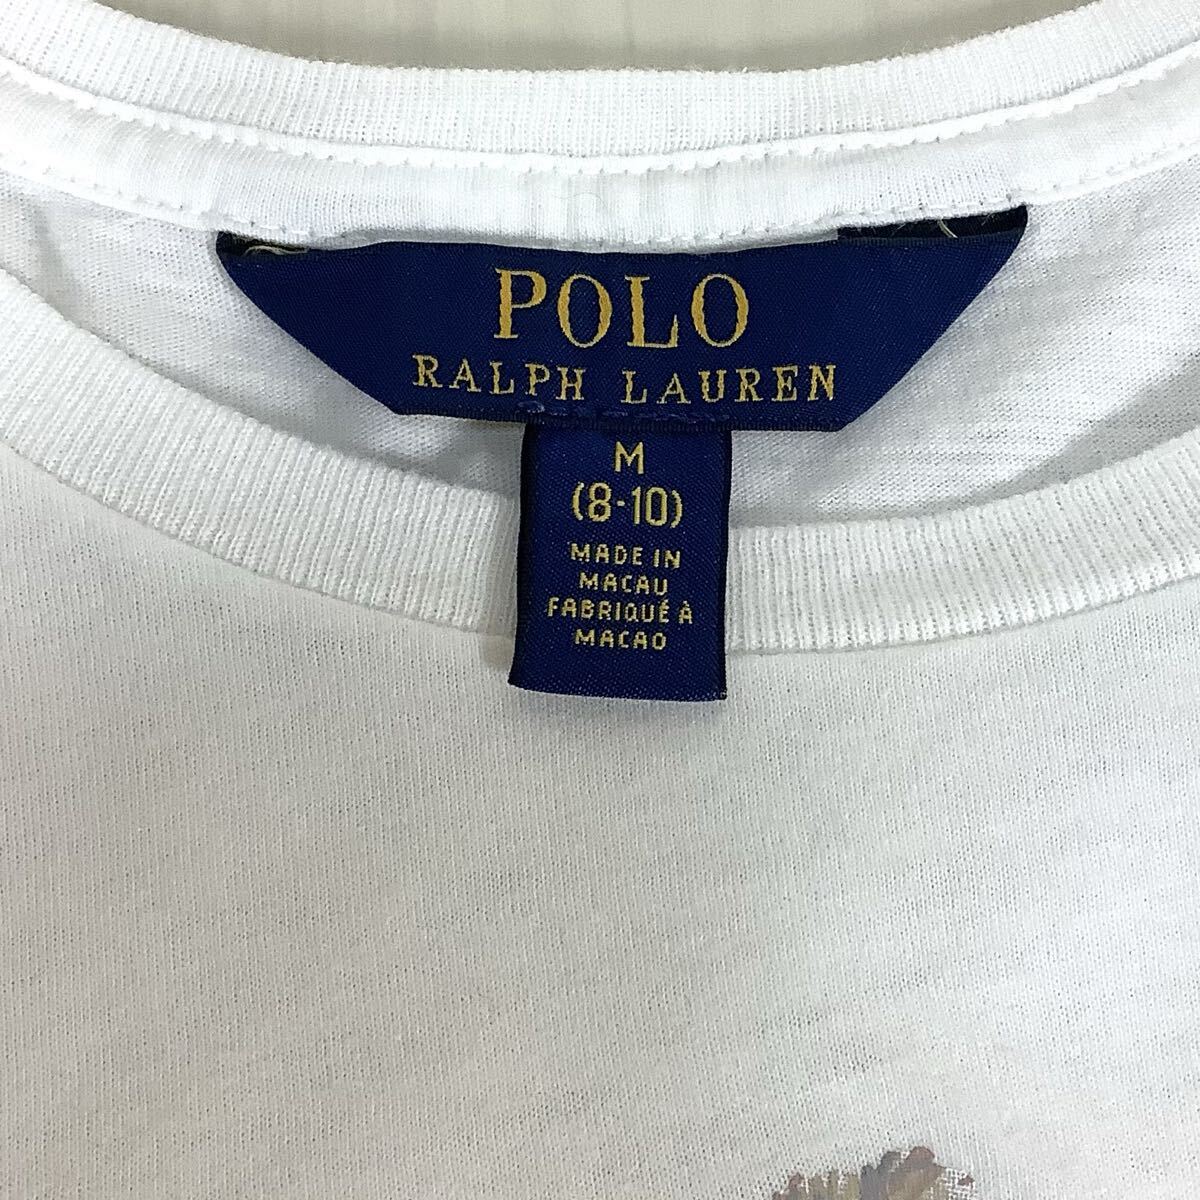 POLO
RALPH LAUREN
M
(8-10)
MADE IN
MACAU
FABRIQUÉ À
MACAO